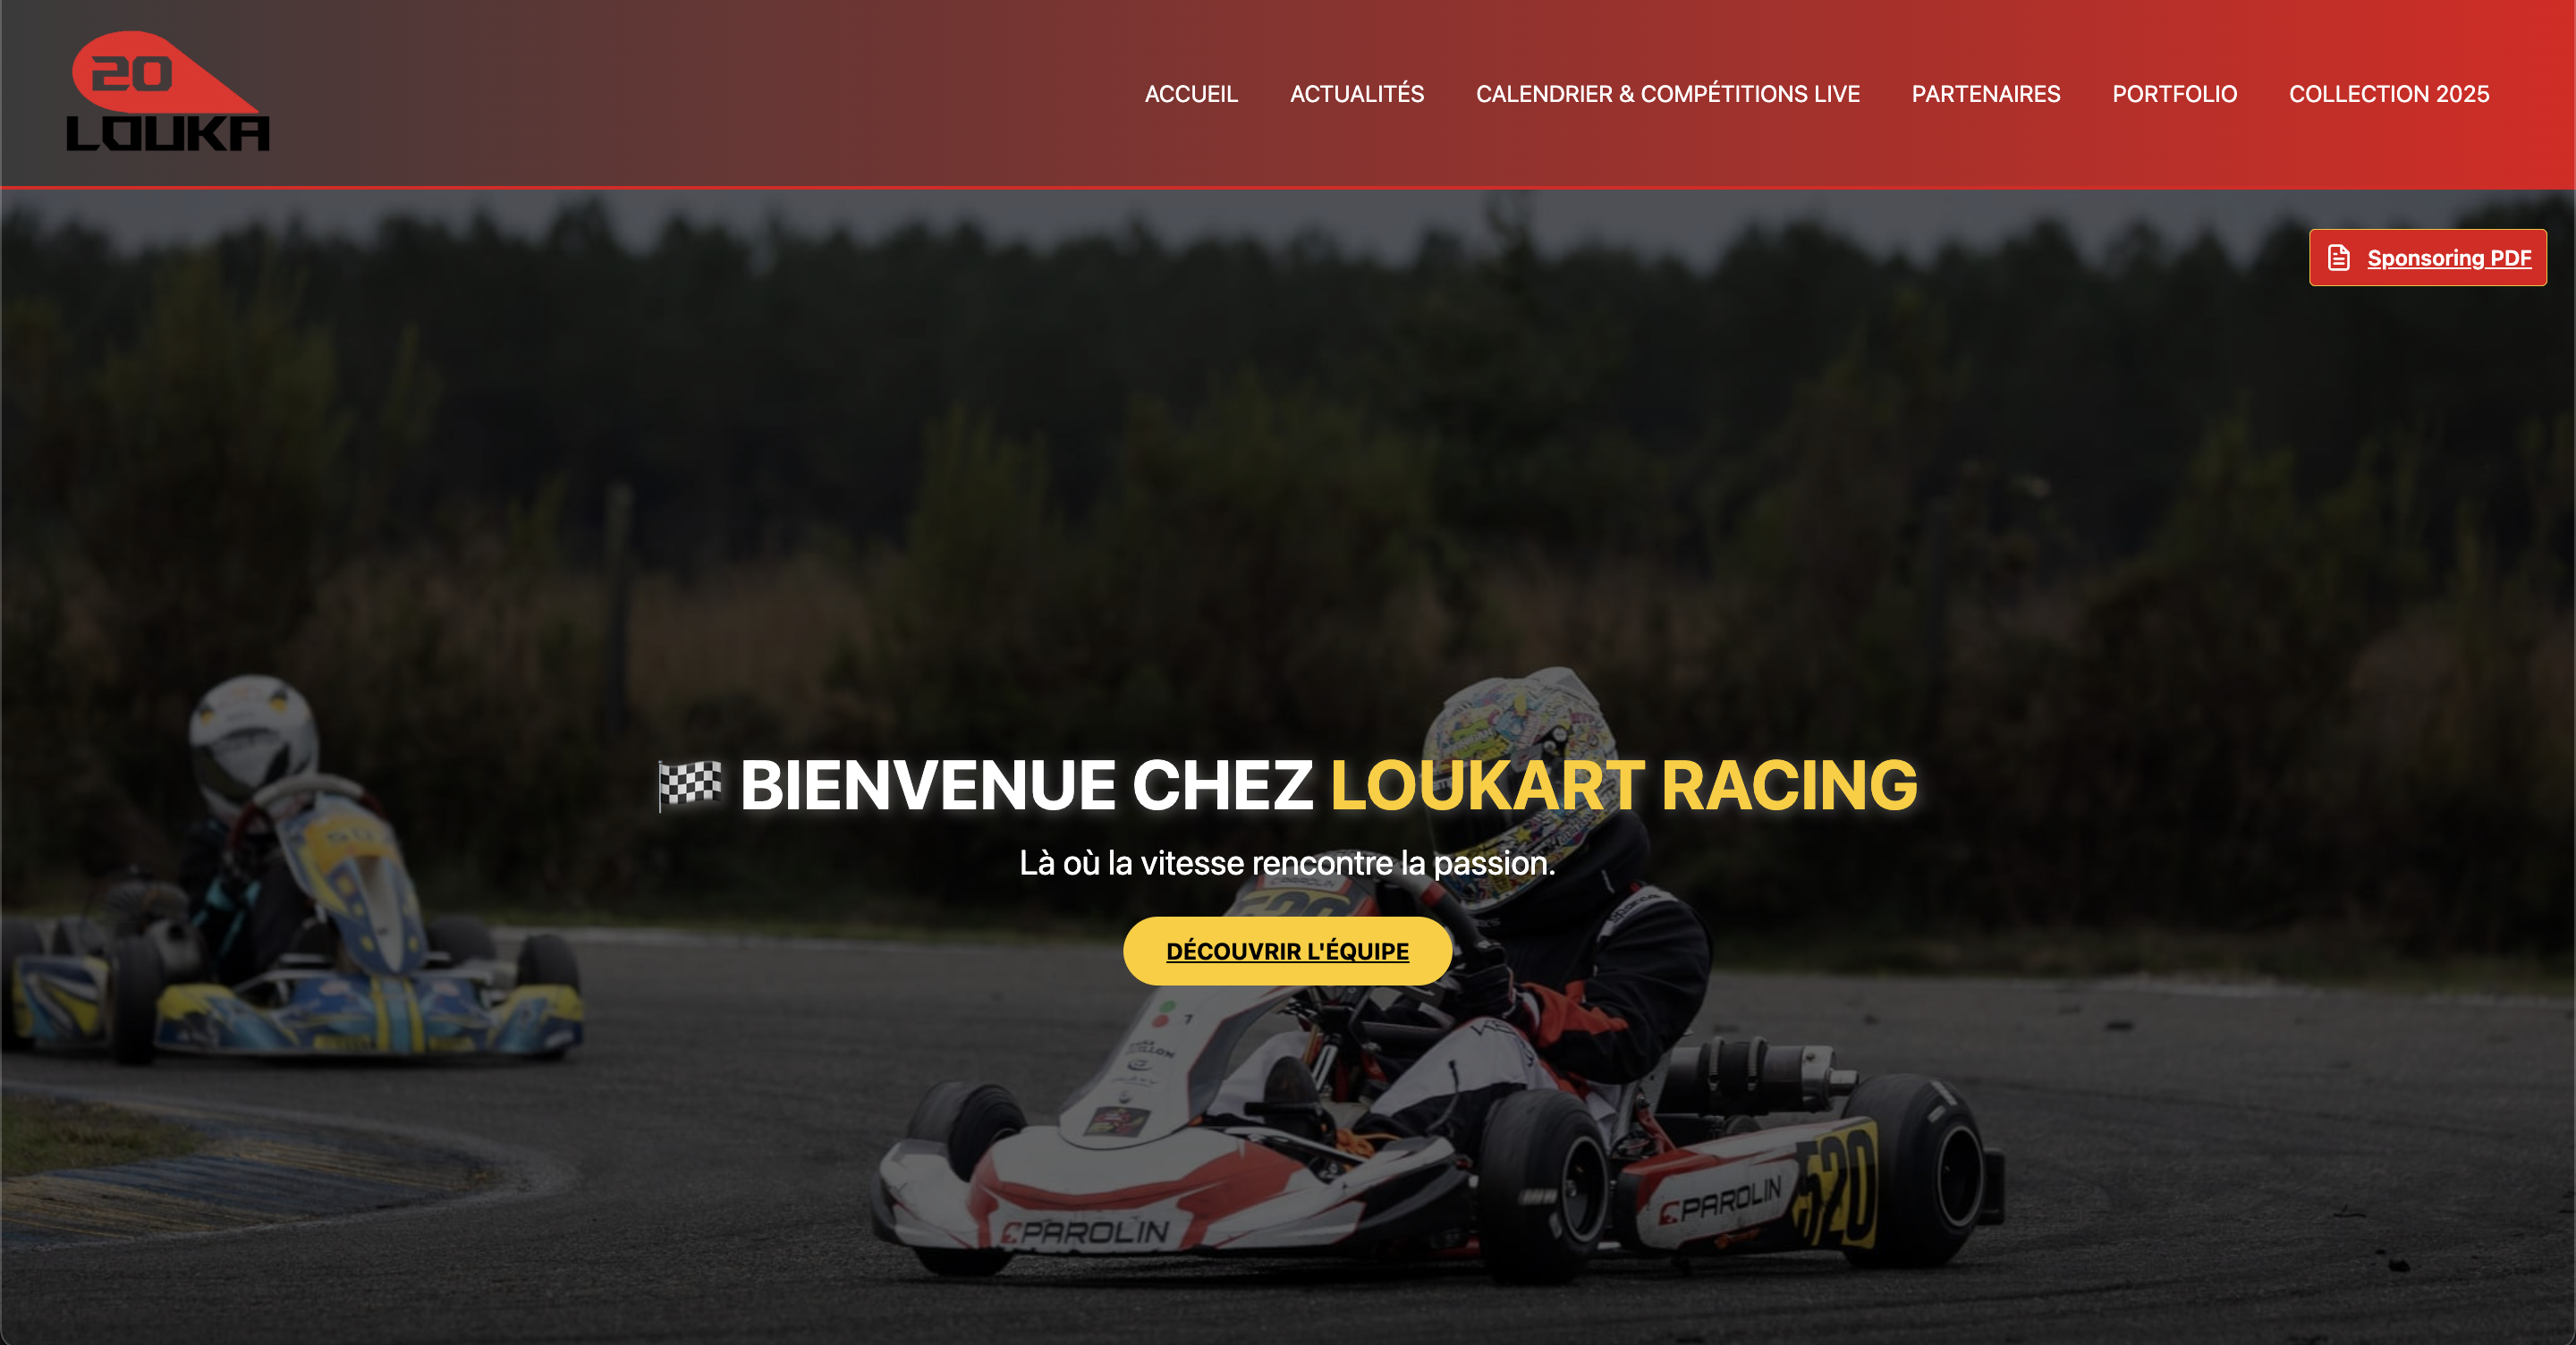 20
LOUKA
ACCUEIL ACTUALITÉS CALENDRIER & COMPÉTITIONS LIVE PARTENAIRES PORTFOLIO COLLECTION 2025
Sponsoring PDF
🏁 BIENVENUE CHEZ LOUKART RACING
Là où la vitesse rencontre la passion.
520
DÉCOUVRIR L'ÉQUIPE
PAROLIN
PAROLIN
520